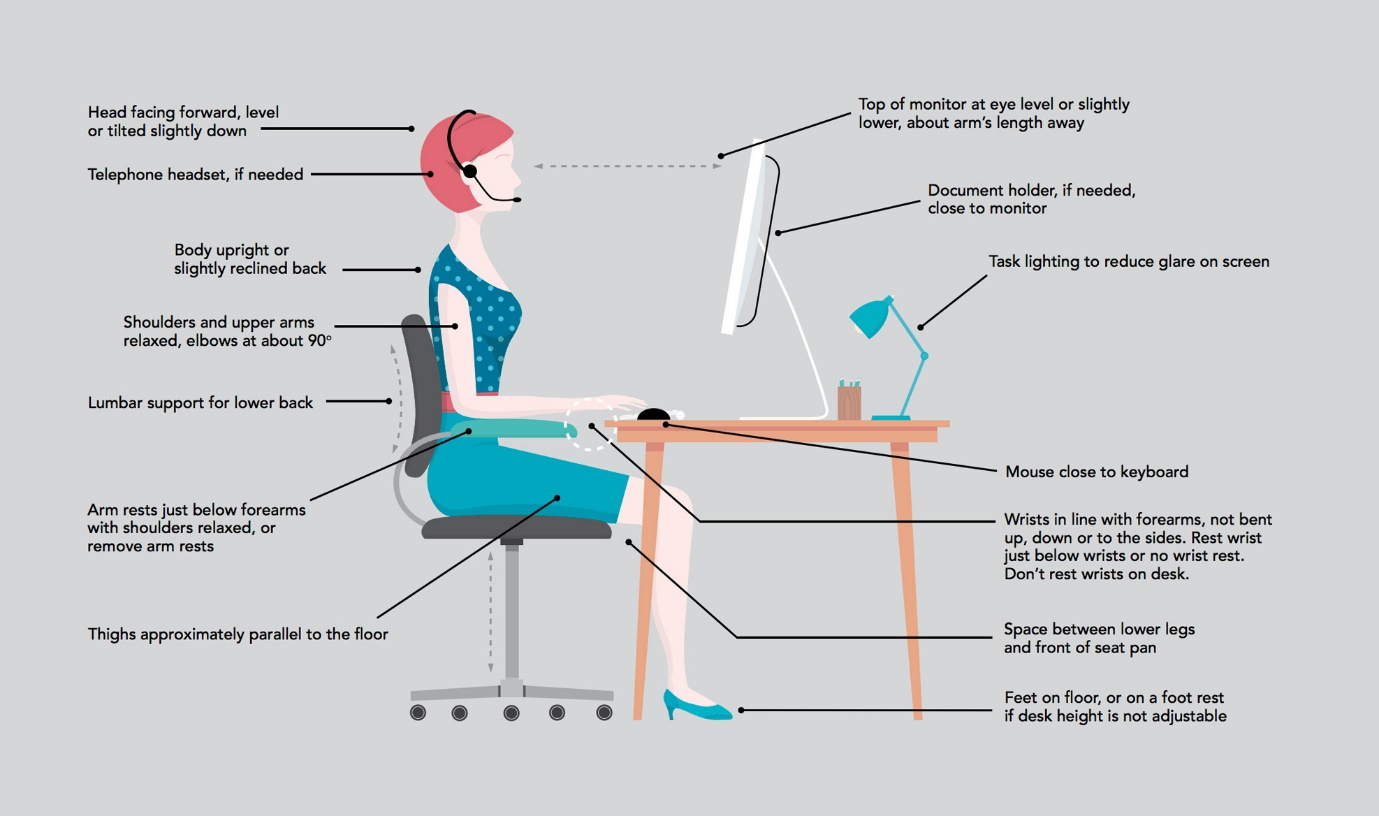 Head facing forward, level
or tilted slightly down
Telephone headset, if needed
Body upright or
slightly reclined back
Shoulders and upper arms
relaxed, elbows at about 90°
Lumbar support for lower back
Arm rests just below forearms
with shoulders relaxed, or
remove arm rests
Thighs approximately parallel to the floor
Top of monitor at eye level or slightly
lower, about arm’s length away
Document holder, if needed,
close to monitor
Task lighting to reduce glare on screen
Mouse close to keyboard
Wrists in line with forearms, not bent
up, down or to the sides. Rest wrist
just below wrists or no wrist rest.
Don’t rest wrists on desk.
Space between lower legs
and front of seat pan
Feet on floor, or on a foot rest
if desk height is not adjustable